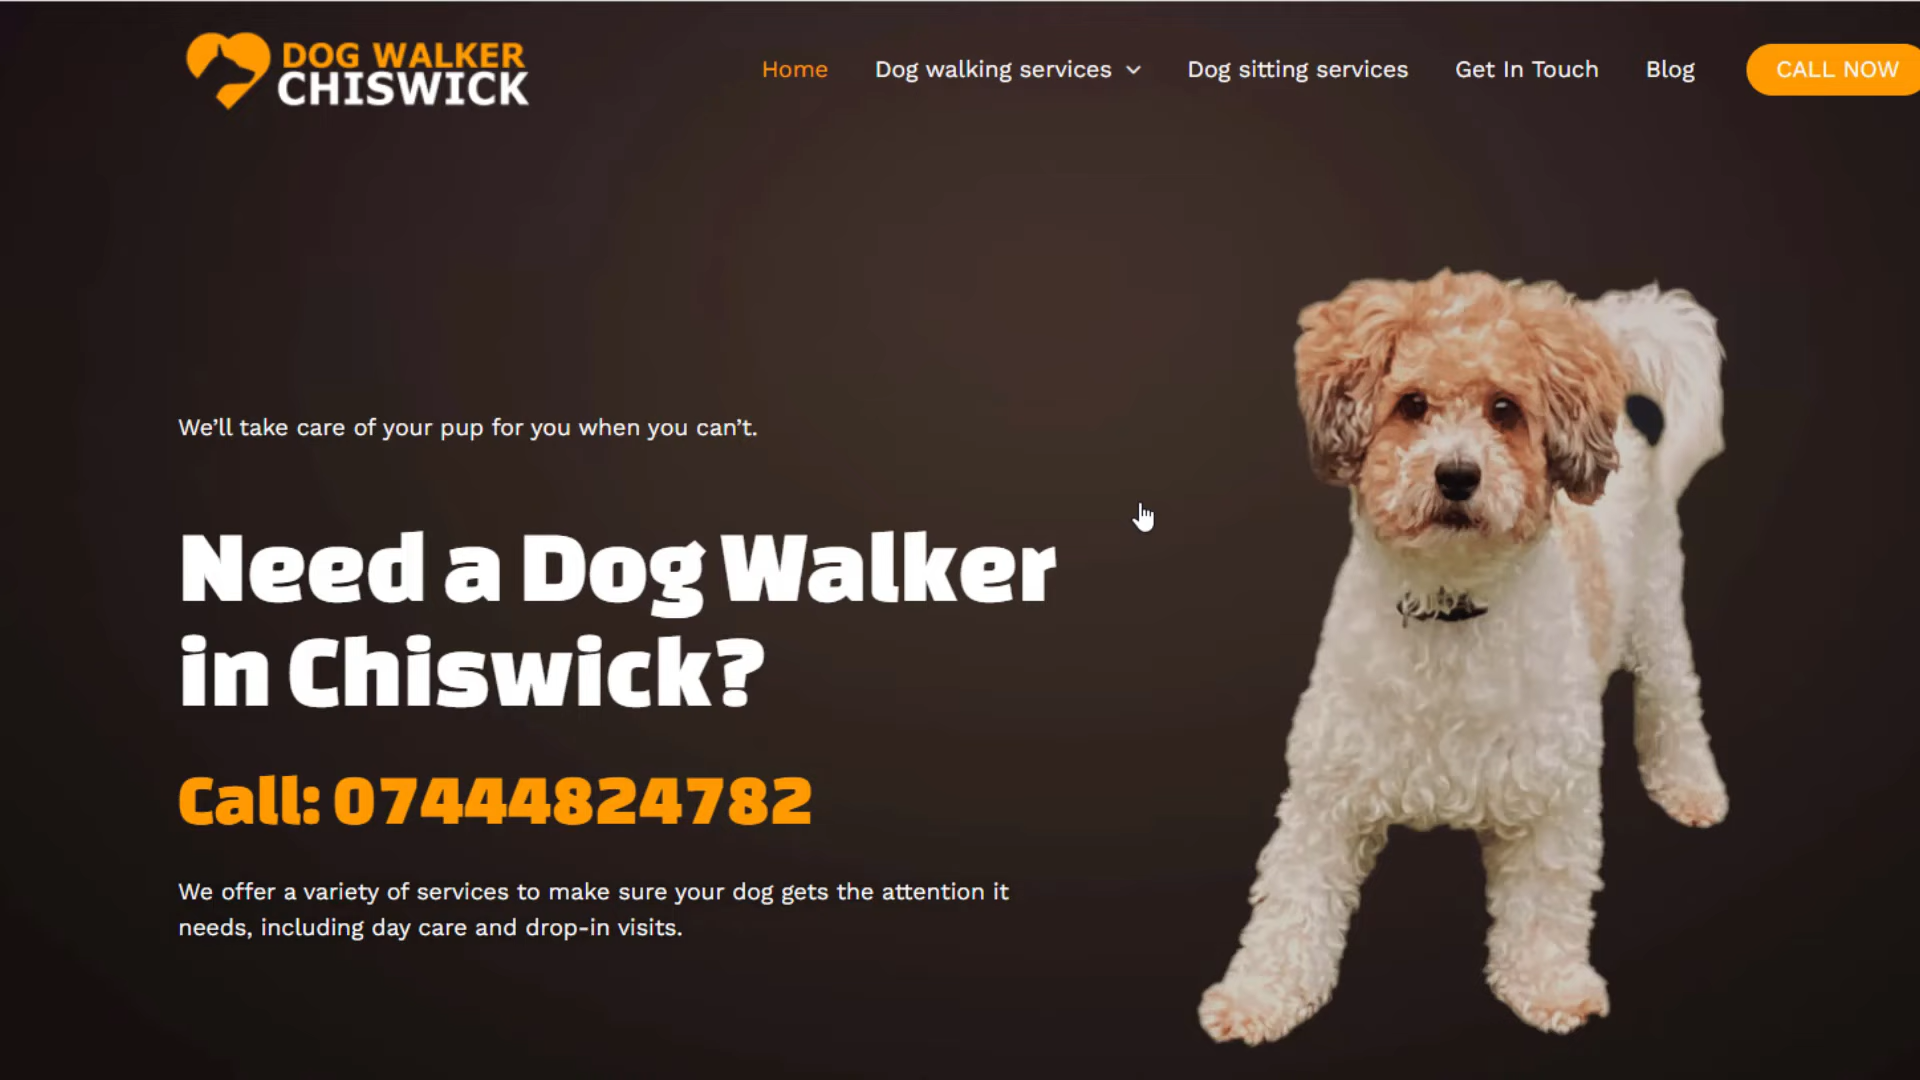 DOG WALKER
CHISWICK
Home
Dog walking services
Dog sitting services
Get In Touch
Blog
CALL NOW
We’ll take care of your pup for you when you can’t.
Need a Dog Walker
in Chiswick?
Call: 07444824782
We offer a variety of services to make sure your dog gets the attention it
needs, including day care and drop-in visits.